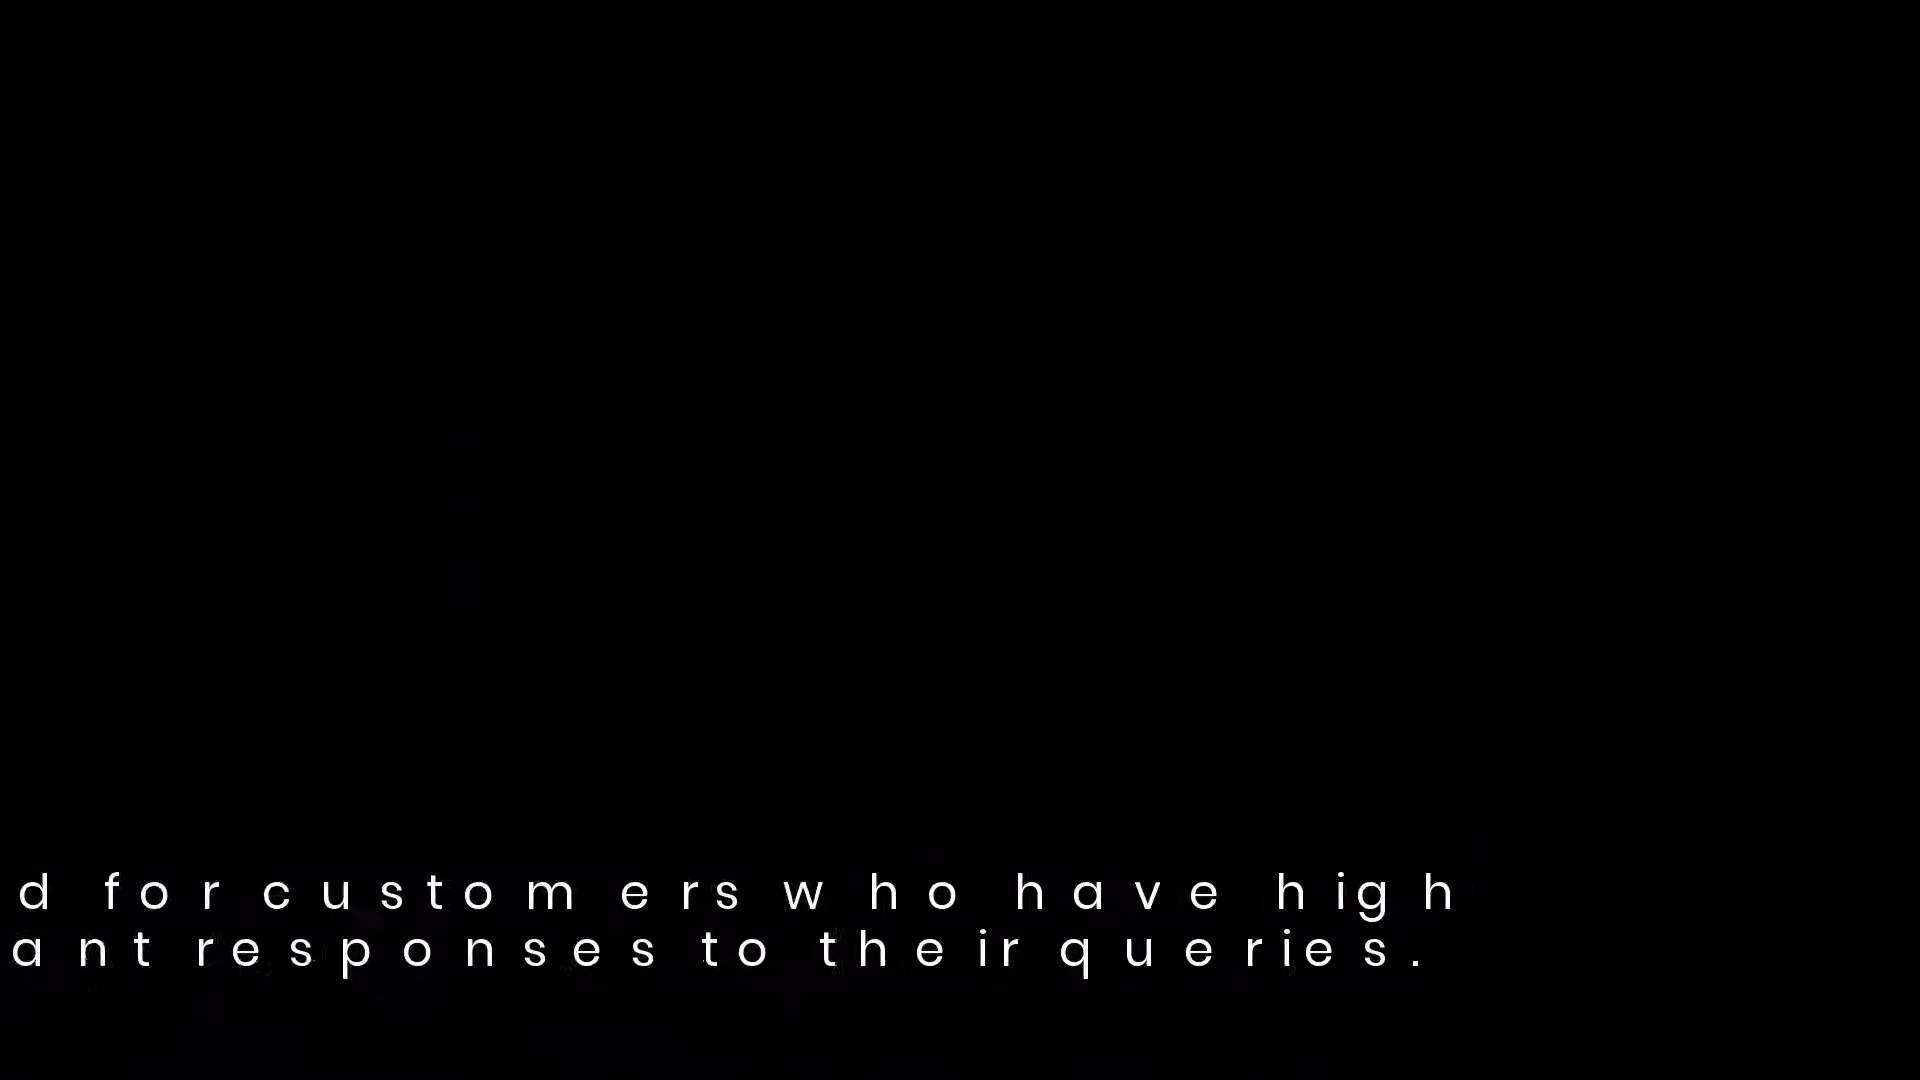 d for customers who have high
ant responses to their queries.